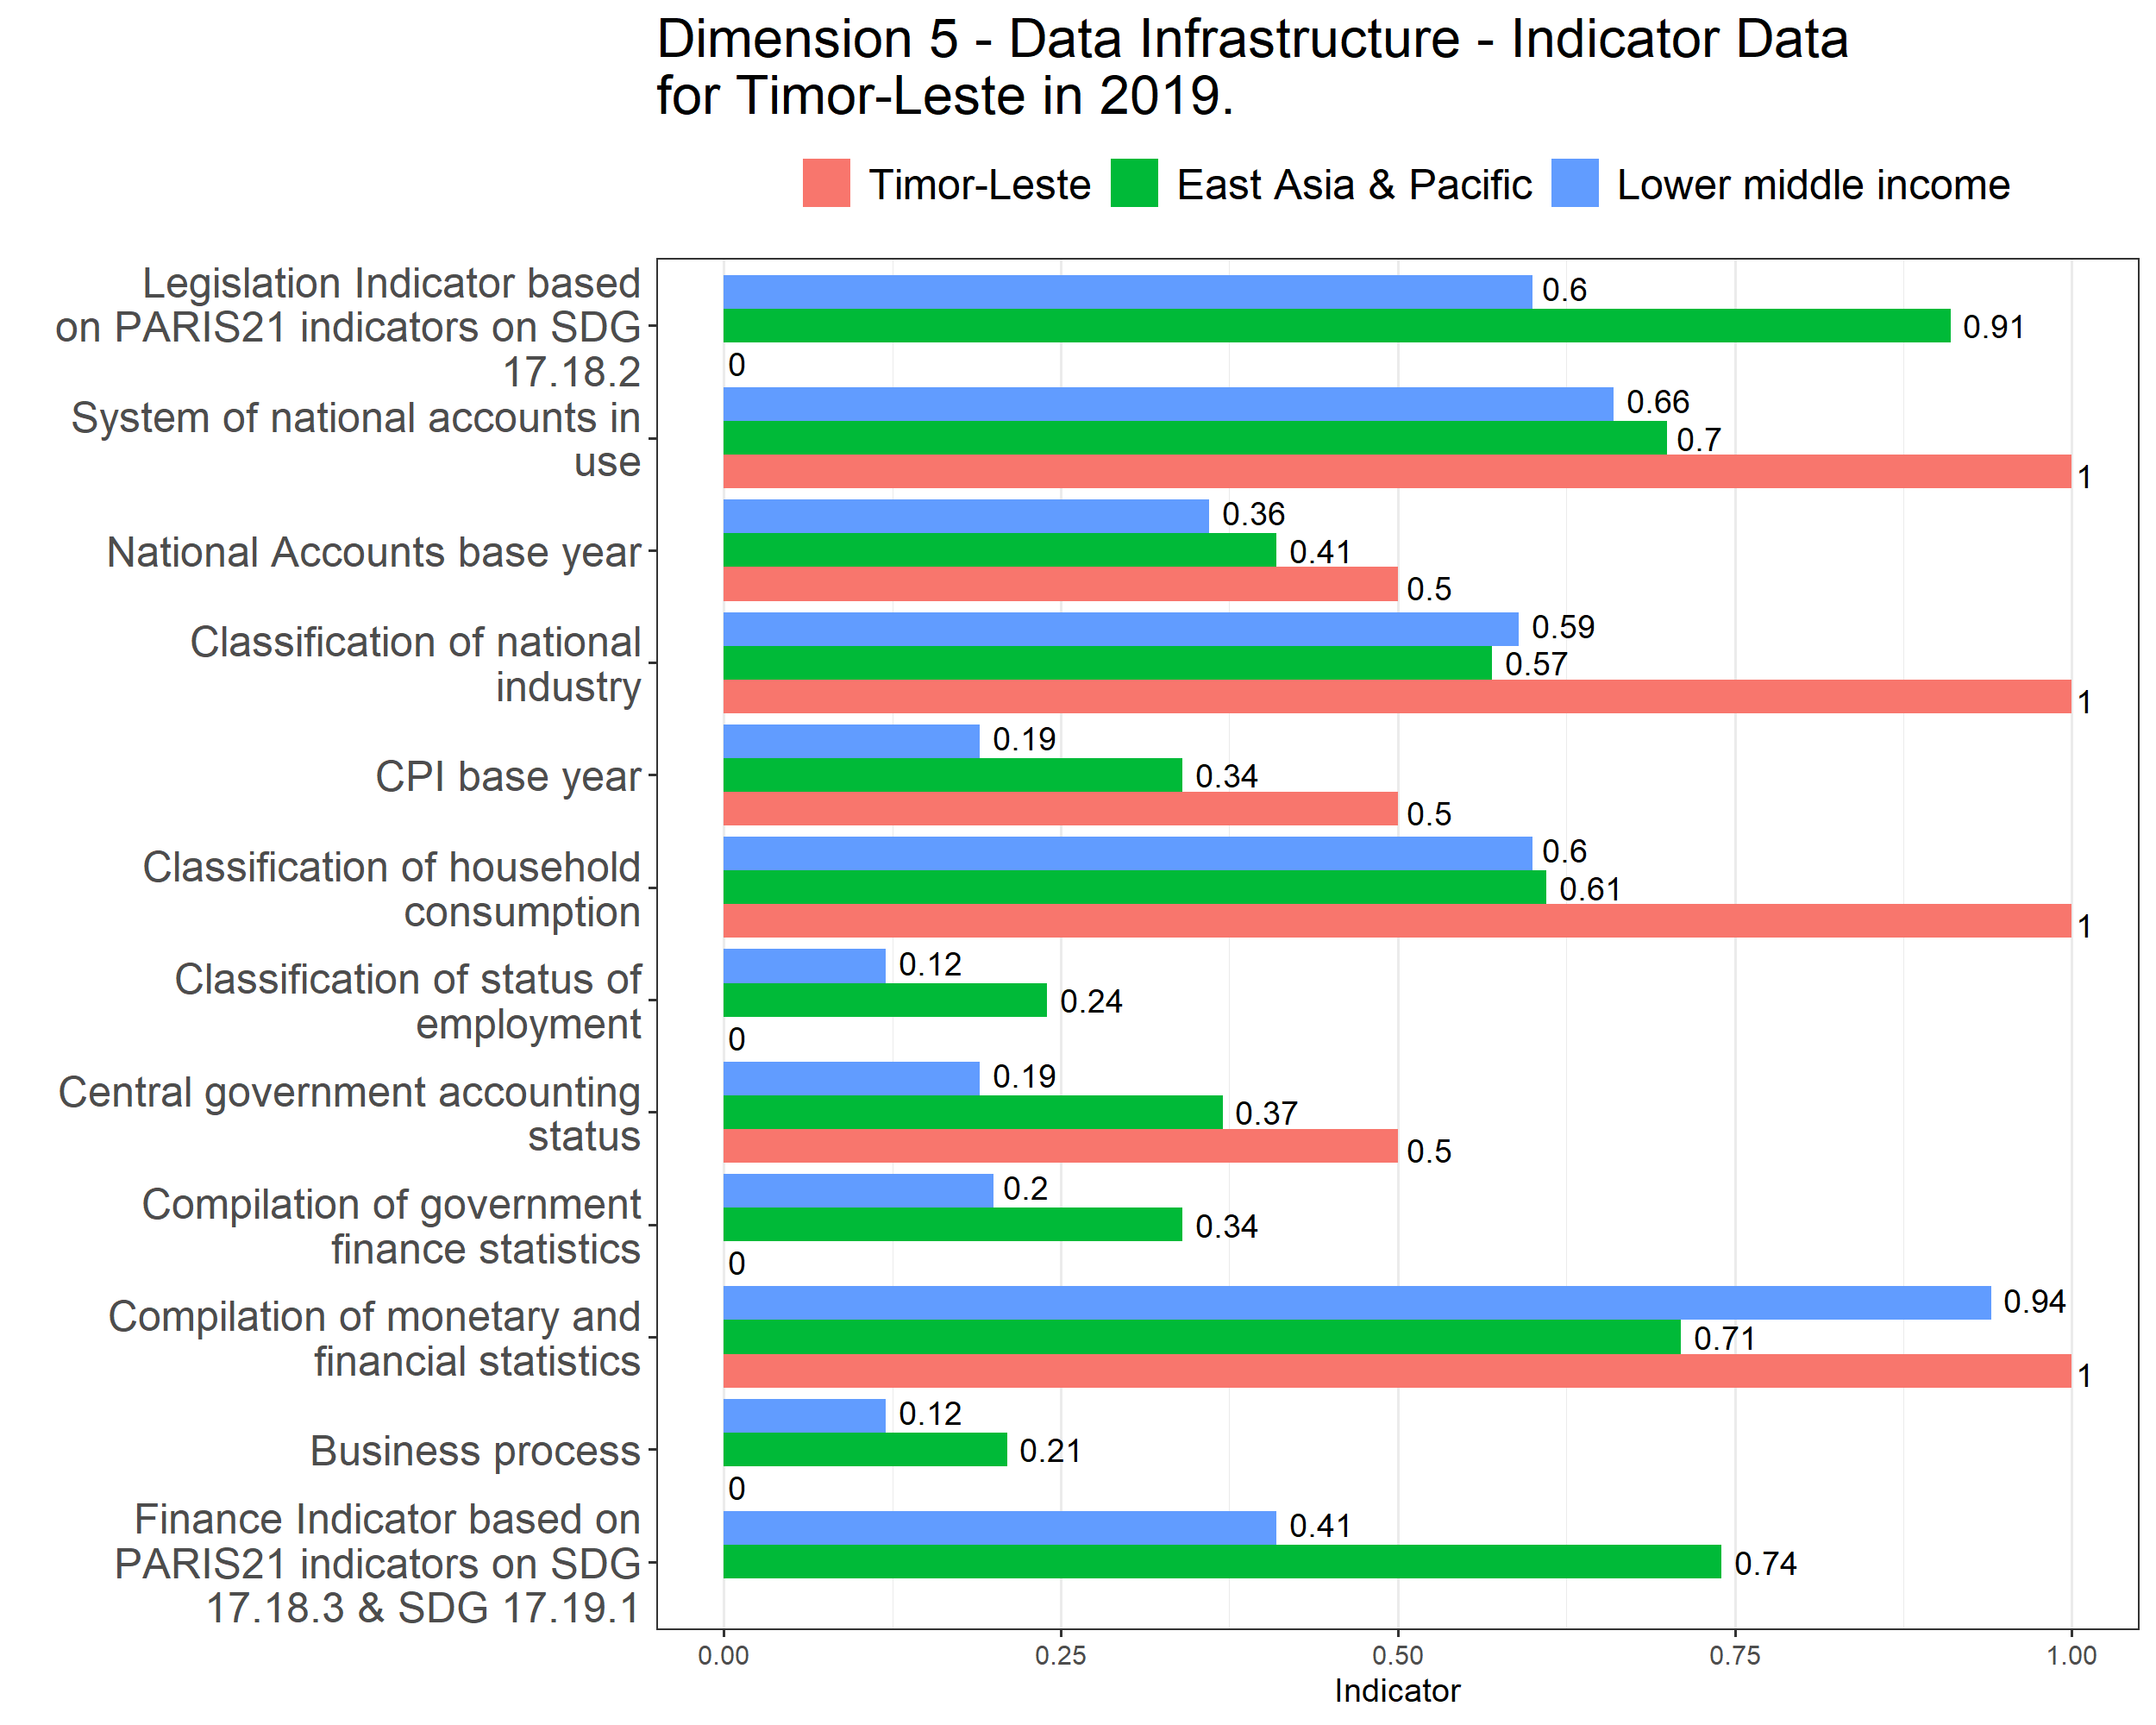 Dimension 5 - Data Infrastructure - Indicator Data
for Timor-Leste in 2019.
Timor-Leste East Asia & Pacific Lower middle income
Legislation Indicator based
on PARIS21 indicators on SDG
17.18.2
0.6
0.91
0
System of national accounts in
use
0.66
0.7
1
National Accounts base year
0.36
0.41
0.5
Classification of national
industry
0.59
0.57
1
CPI base year
0.19
0.34
0.5
Classification of household
consumption
0.6
0.61
1
Classification of status of
employment
0.12
0.24
0
Central government accounting
status
0.19
0.37
0.5
Compilation of government
finance statistics
0.2
0.34
0
Compilation of monetary and
financial statistics
0.94
0.71
1
Business process
0.12
0.21
0
Finance Indicator based on
PARIS21 indicators on SDG
17.18.3 & SDG 17.19.1
0.41
0.74
0.00 0.25 0.50 0.75 1.00
Indicator